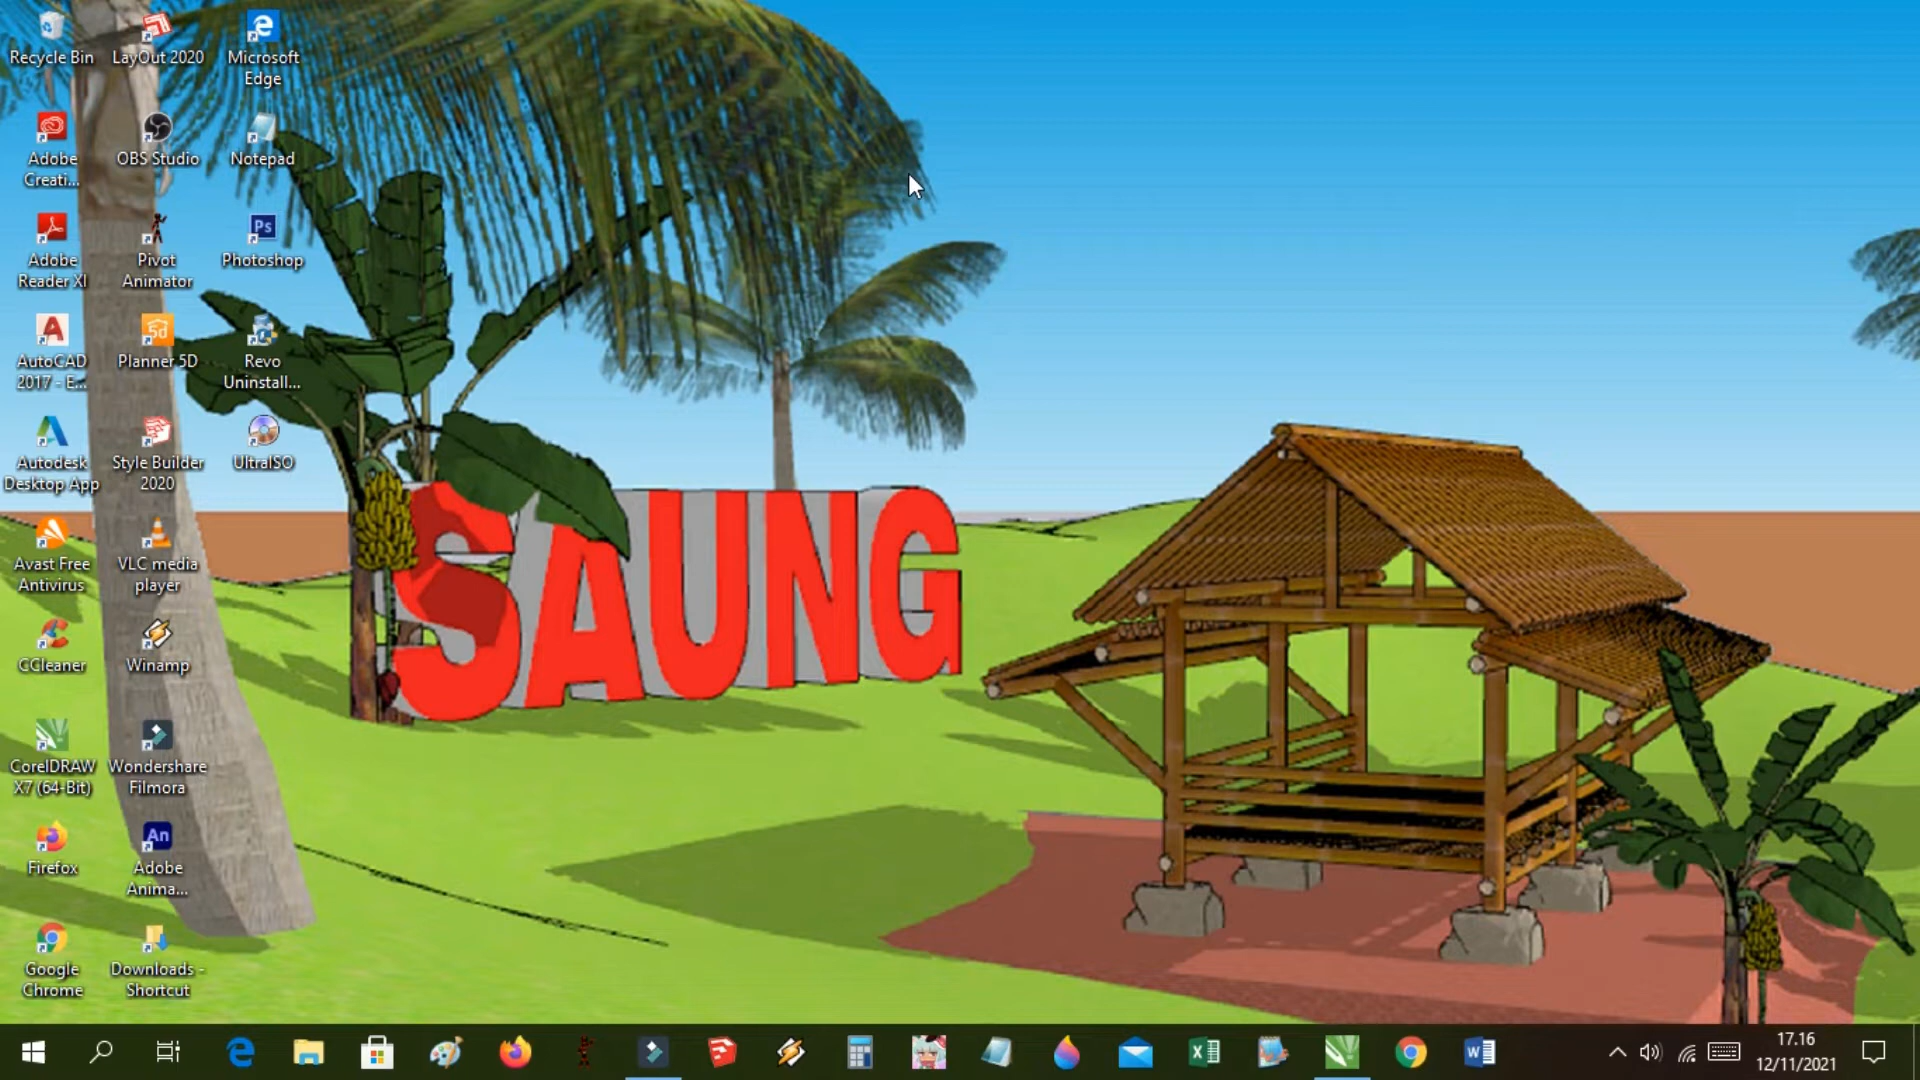 Recycle Bin
LayOut 2020
Microsoft
Edge
Adobe
Creati...
OBS Studio
Notepad
Adobe
Reader XI
Pivot
Animator
Ps
Photoshop
AutoCAD
2017 - E...
5d
Planner 5D
Revo
Uninstall...
Autodesk
Desktop App
Style Builder
2020
UltraISO
SAUNG
Avast Free
Antivirus
VLC media
player
CCleaner
Winamp
CorelDRAW
X7 (64-Bit)
Wondershare
Filmora
Firefox
An
Adobe
Anima...
Google
Chrome
Downloads -
Shortcut
17.16
12/11/2021